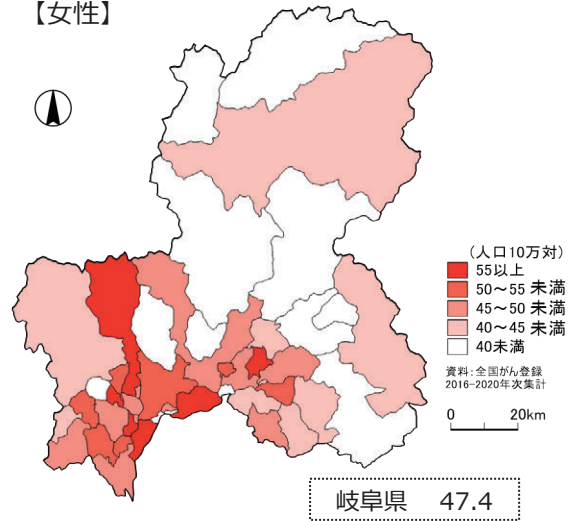 【女性】
(人口10万対)
55以上
50～55 未満
45～50 未満
40～45 未満
40未満
資料:全国がん登録
2016-2020年次集計
0 20km
岐阜県 47.4